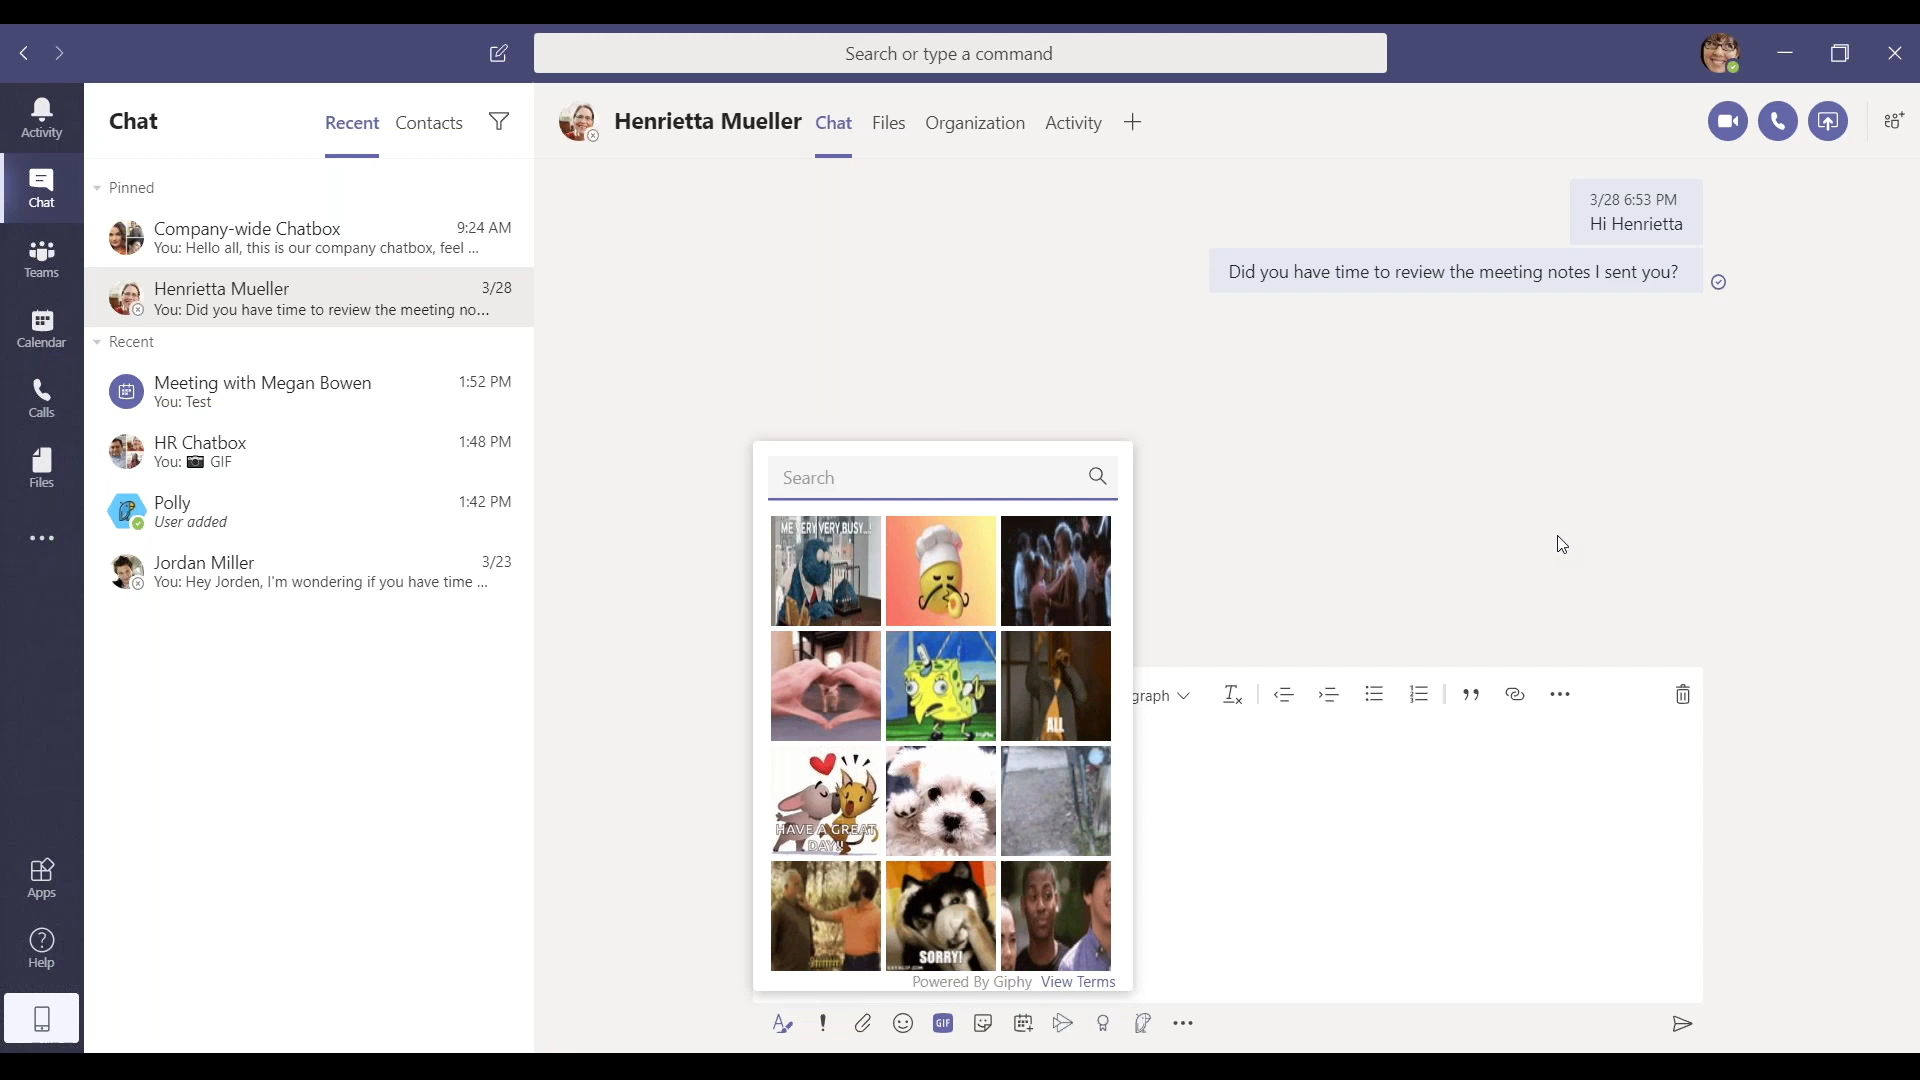 Search or type a command
Activity
Chat
Teams
Calendar
Calls
Files
Apps
Help
Chat
Recent
Contacts
Pinned
Company-wide Chatbox 9:24 AM
You: Hello all, this is our company chatbox, feel ...
Henrietta Mueller 3/28
You: Did you have time to review the meeting no...
Recent
Meeting with Megan Bowen 1:52 PM
You: Test
HR Chatbox 1:48 PM
You: GIF
Polly 1:42 PM
User added
Jordan Miller 3/23
You: Hey Jorden, I'm wondering if you have time ...
Henrietta Mueller Chat Files Organization Activity
3/28 6:53 PM
Hi Henrietta
Did you have time to review the meeting notes I sent you?
Search
ME VERY VERY BUSY...!
ALL
HAVE A GREAT
DAY!!
SORRY!
Powered By Giphy View Terms
graph
GIF